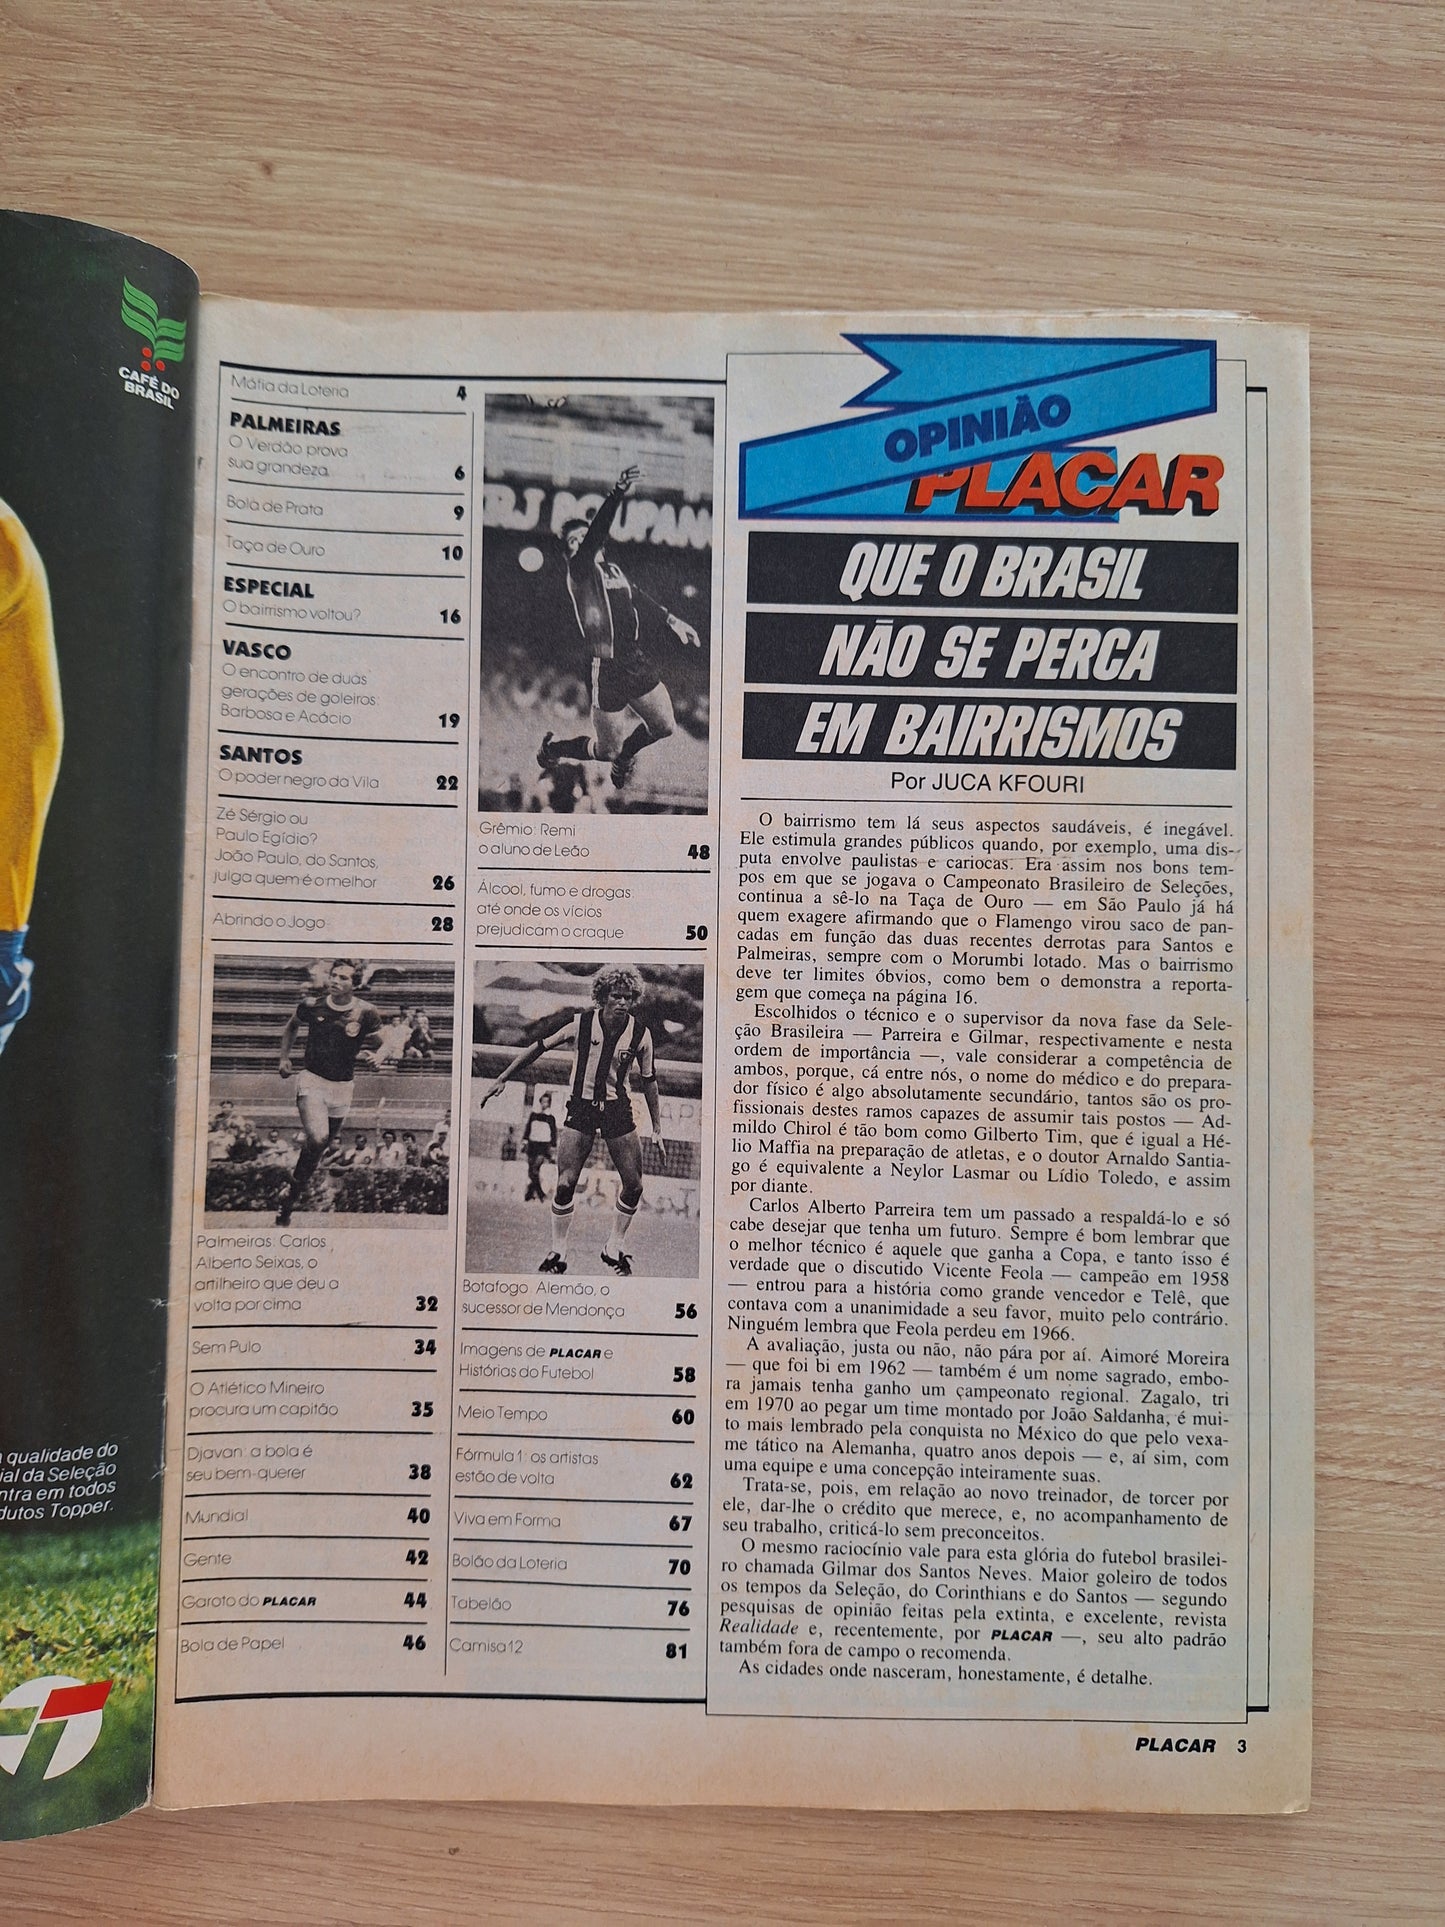 CAFÉ DO
BRASIL
qualidade do
ial da Seleção
ntra em todos
dutos Topper.
Máfia da Loteria 4
PALMEIRAS
O Verdão prova
sua grandeza 6
Bola de Prata 9
Taça de Ouro 10
ESPECIAL
O bairrismo voltou? 16
VASCO
O encontro de duas
gerações de goleiros:
Barbosa e Acácio 19
SANTOS
O poder negro da Vila 22
Zé Sérgio ou
Paulo Egídio?
João Paulo, do Santos,
julga quem é o melhor 26
Abrindo o Jogo 28
Palmeiras: Carlos
Alberto Seixas, o
artilheiro que deu a
volta por cima 32
Sem Pulo 34
O Atlético Mineiro
procura um capitão 35
Djavan: a bola é
seu bem-querer 38
Mundial 40
Gente 42
Garoto do PLACAR 44
Bola de Papel 46
RJ POUPAN
Grêmio: Remi
o aluno de Leão 48
Álcool, fumo e drogas:
até onde os vícios
prejudicam o craque 50
Botafogo: Alemão, o
sucessor de Mendonça 56
Imagens de PLACAR e
Histórias do Futebol 58
Meio Tempo 60
Fórmula 1: os artistas
estão de volta 62
Viva em Forma 67
Bolão da Loteria 70
Tabelão 76
Camisa 12 81
OPINIÃO
PLACAR
QUE O BRASIL
NÃO SE PERCA
EM BAIRRISMOS
Por JUCA KFOURI
O bairrismo tem lá seus aspectos saudáveis, é inegável.
Ele estimula grandes públicos quando, por exemplo, uma dis-
puta envolve paulistas e cariocas. Era assim nos bons tem-
pos em que se jogava o Campeonato Brasileiro de Seleções,
continua a sê-lo na Taça de Ouro — em São Paulo já há
quem exagere afirmando que o Flamengo virou saco de pan-
cadas em função das duas recentes derrotas para Santos e
Palmeiras, sempre com o Morumbi lotado. Mas o bairrismo
deve ter limites óbvios, como bem o demonstra a reporta-
gem que começa na página 16.
Escolhidos o técnico e o supervisor da nova fase da Sele-
ção Brasileira — Parreira e Gilmar, respectivamente e nesta
ordem de importância —, vale considerar a competência de
ambos, porque, cá entre nós, o nome do médico e do prepara-
dor físico é algo absolutamente secundário, tantos são os pro-
fissionais destes ramos capazes de assumir tais postos — Ad-
mildo Chirol é tão bom como Gilberto Tim, que é igual a Hé-
lio Maffia na preparação de atletas, e o doutor Arnaldo Santia-
go é equivalente a Neylor Lasmar ou Lídio Toledo, e assim
por diante.
Carlos Alberto Parreira tem um passado a respaldá-lo e só
cabe desejar que tenha um futuro. Sempre é bom lembrar que
o melhor técnico é aquele que ganha a Copa, e tanto isso é
verdade que o discutido Vicente Feola — campeão em 1958
— entrou para a história como grande vencedor e Telê, que
contava com a unanimidade a seu favor, muito pelo contrário.
Ninguém lembra que Feola perdeu em 1966.
A avaliação, justa ou não, não pára por aí. Aimoré Moreira
— que foi bi em 1962 — também é um nome sagrado, embo-
ra jamais tenha ganho um campeonato regional. Zagalo, tri
em 1970 ao pegar um time montado por João Saldanha, é mui-
to mais lembrado pela conquista no México do que pelo vexa-
me tático na Alemanha, quatro anos depois — e, aí sim, com
uma equipe e uma concepção inteiramente suas.
Trata-se, pois, em relação ao novo treinador, de torcer por
ele, dar-lhe o crédito que merece, e, no acompanhamento de
seu trabalho, criticá-lo sem preconceitos.
O mesmo raciocínio vale para esta glória do futebol brasilei-
ro chamada Gilmar dos Santos Neves. Maior goleiro de todos
os tempos da Seleção, do Corinthians e do Santos — segundo
pesquisas de opinião feitas pela extinta, e excelente, revista
Realidade e, recentemente, por PLACAR —, seu alto padrão
também fora de campo o recomenda.
As cidades onde nasceram, honestamente, é detalhe.
PLACAR 3